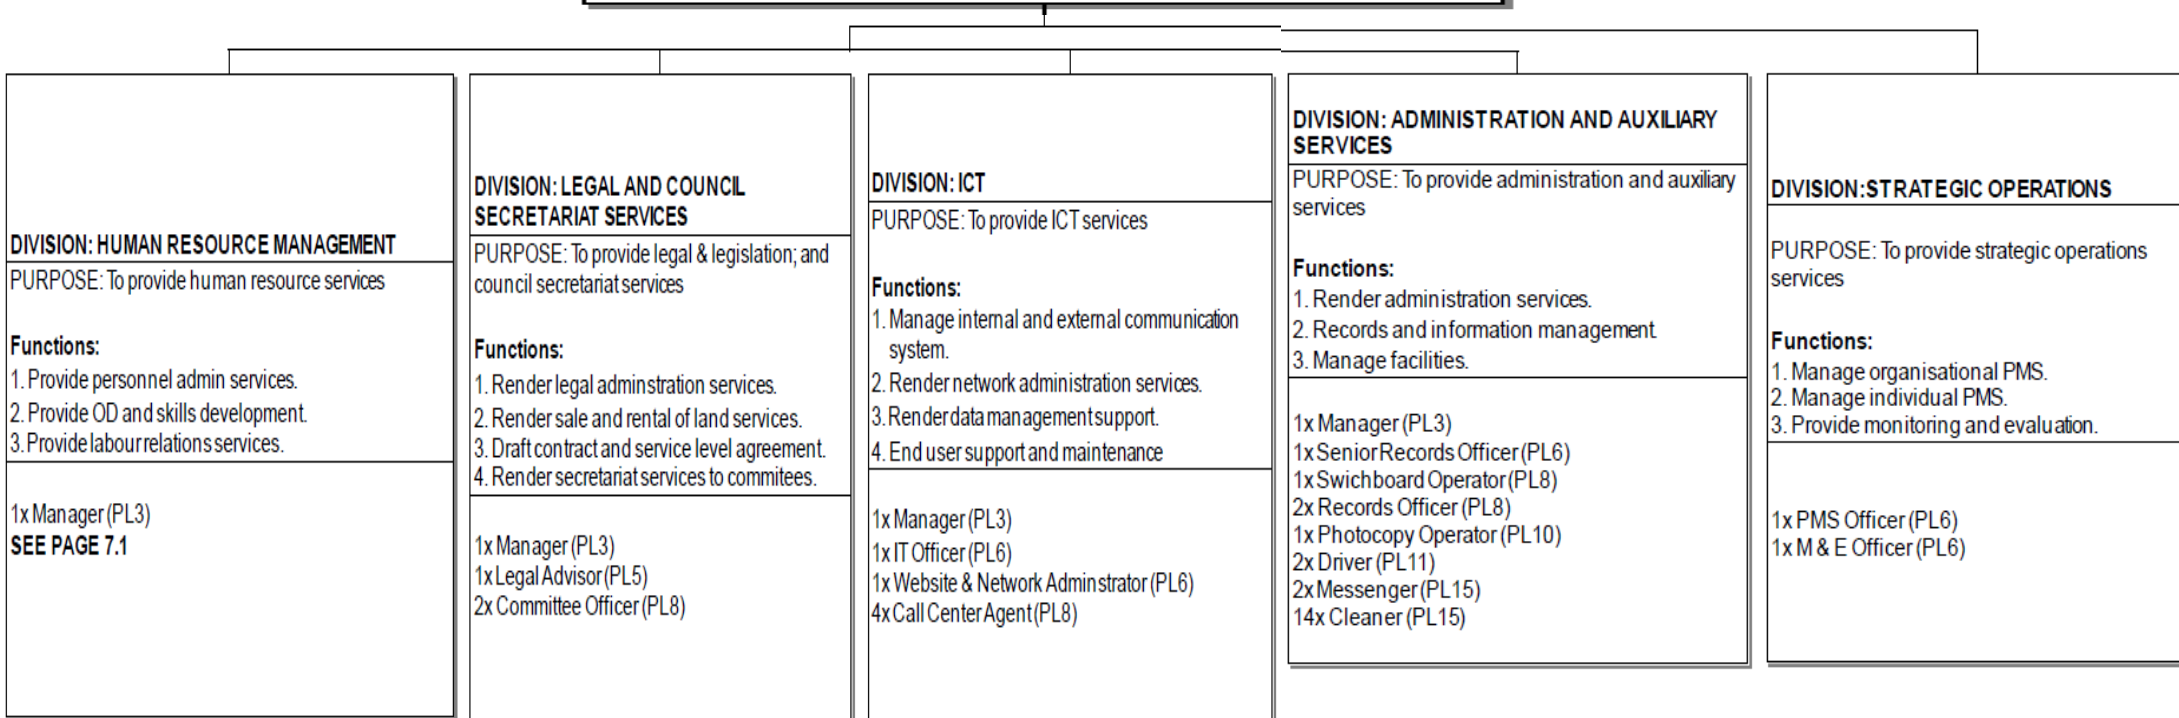 DIVISION: HUMAN RESOURCE MANAGEMENT
PURPOSE: To provide human resource services
Functions:
1. Provide personnel admin services.
2. Provide OD and skills development.
3. Provide labour relations services.
1x Manager (PL3)
SEE PAGE 7.1
DIVISION: LEGAL AND COUNCIL
SECRETARIAT SERVICES
PURPOSE: To provide legal & legislation; and
council secretariat services
Functions:
1. Render legal adminstration services.
2. Render sale and rental of land services.
3. Draft contract and service level agreement.
4. Render secretariat services to commitees.
1x Manager (PL3)
1x Legal Advisor (PL5)
2x Committee Officer (PL8)
DIVISION: ICT
PURPOSE: To provide ICT services
Functions:
1. Manage internal and external communication
system.
2. Render network administration services.
3. Render data management support.
4. End user support and maintenance
1x Manager (PL3)
1x IT Officer (PL6)
1x Website & Network Adminstrator (PL6)
4x Call Center Agent (PL8)
DIVISION: ADMINISTRATION AND AUXILIARY
SERVICES
PURPOSE: To provide administration and auxiliary
services
Functions:
1. Render administration services.
2. Records and information management.
3. Manage facilities.
1x Manager (PL3)
1x Senior Records Officer (PL6)
1x Swichboard Operator (PL8)
2x Records Officer (PL8)
1x Photocopy Operator (PL10)
2x Driver (PL11)
2x Messenger (PL15)
14x Cleaner (PL15)
DIVISION: STRATEGIC OPERATIONS
PURPOSE: To provide strategic operations
services
Functions:
1. Manage organisational PMS.
2. Manage individual PMS.
3. Provide monitoring and evaluation.
1x PMS Officer (PL6)
1x M & E Officer (PL6)